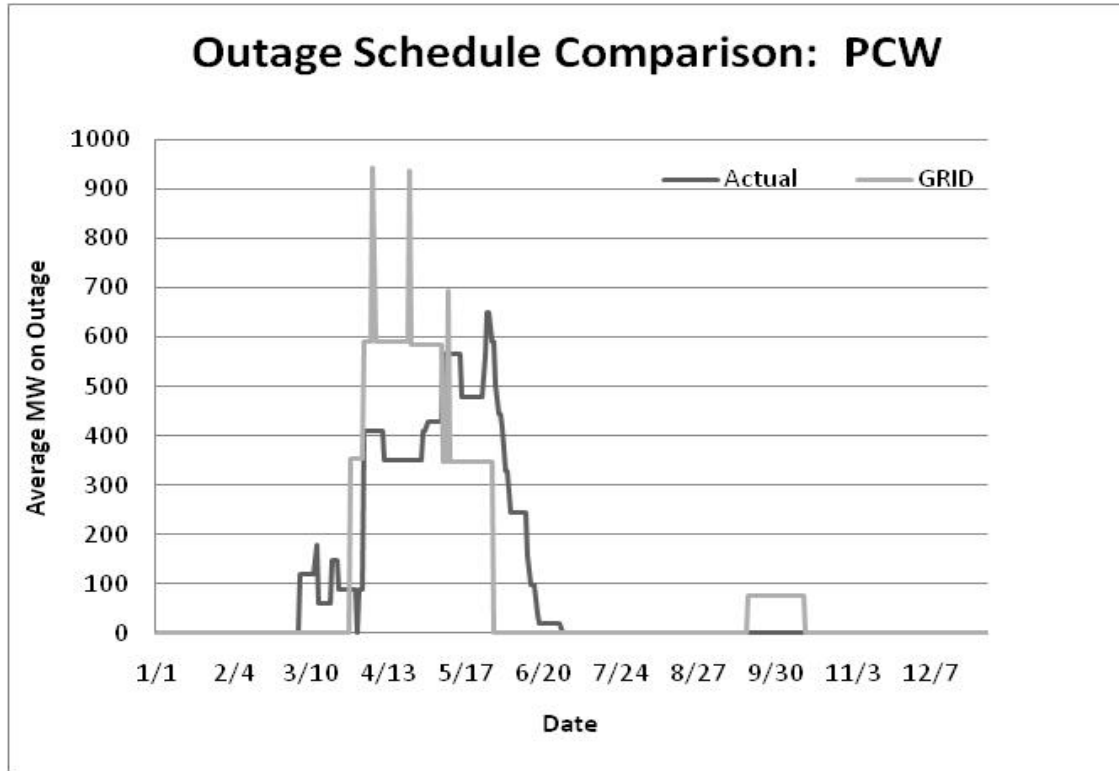 Outage Schedule Comparison: PCW
1000
Actual
GRID
900
800
700
600
500
400
300
200
100
0
Average MW on Outage
1/1 2/4 3/10 4/13 5/17 6/20 7/24 8/27 9/30 11/3 12/7
Date